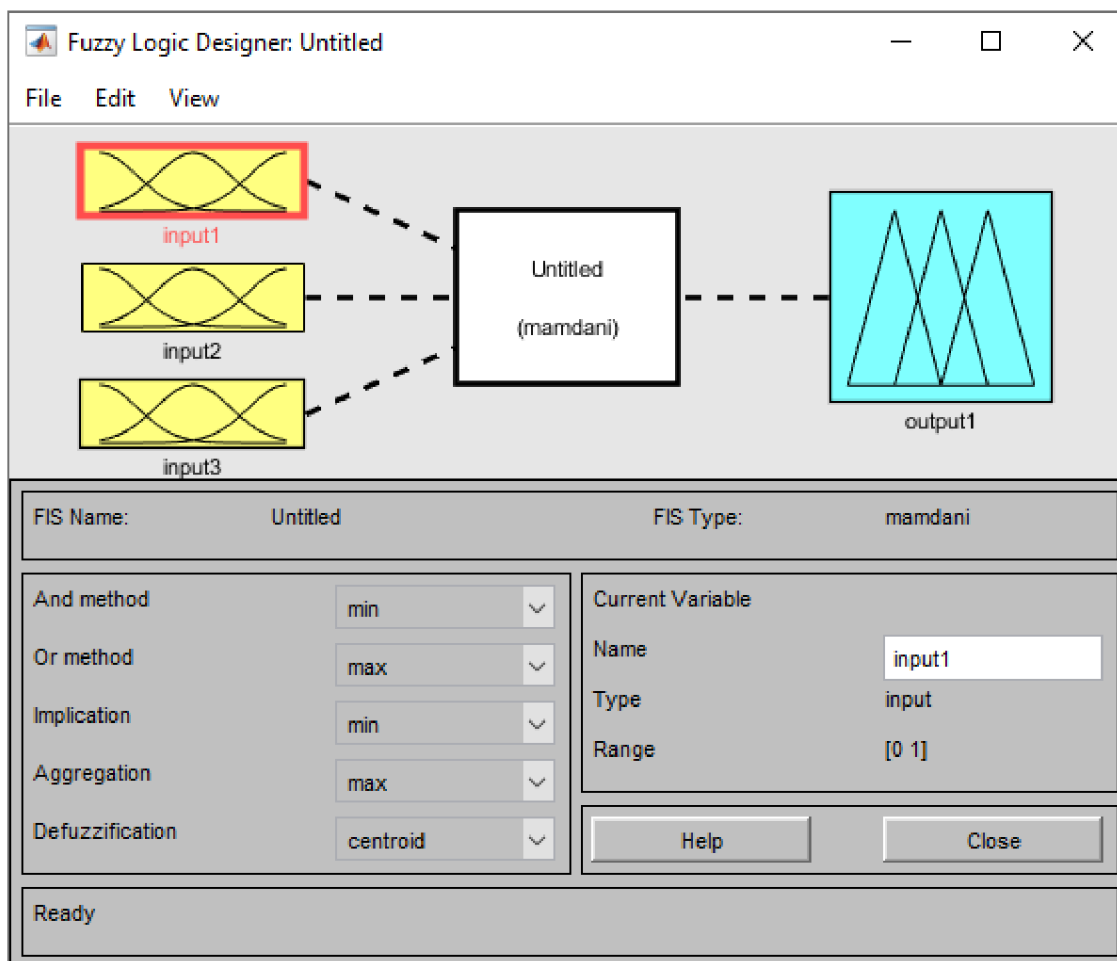 Fuzzy Logic Designer: Untitled
File Edit View
input1
input2
input3
Untitled
(mamdani)
output1
FIS Name: Untitled FIS Type: mamdani
And method min
Or method max
Implication min
Aggregation max
Defuzzification centroid
Current Variable
Name input1
Type input
Range [0 1]
Help Close
Ready